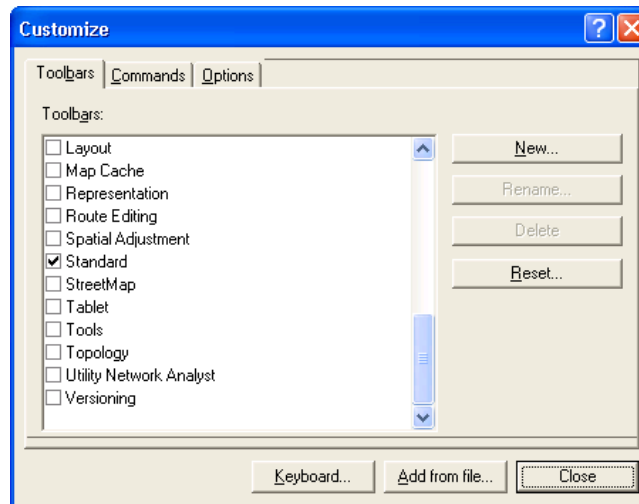 Customize
Toolbars Commands Options
Toolbars:
Layout
Map Cache
Representation
Route Editing
Spatial Adjustment
Standard
StreetMap
Tablet
Tools
Topology
Utility Network Analyst
Versioning
New...
Rename...
Delete
Reset...
Keyboard... Add from file... Close